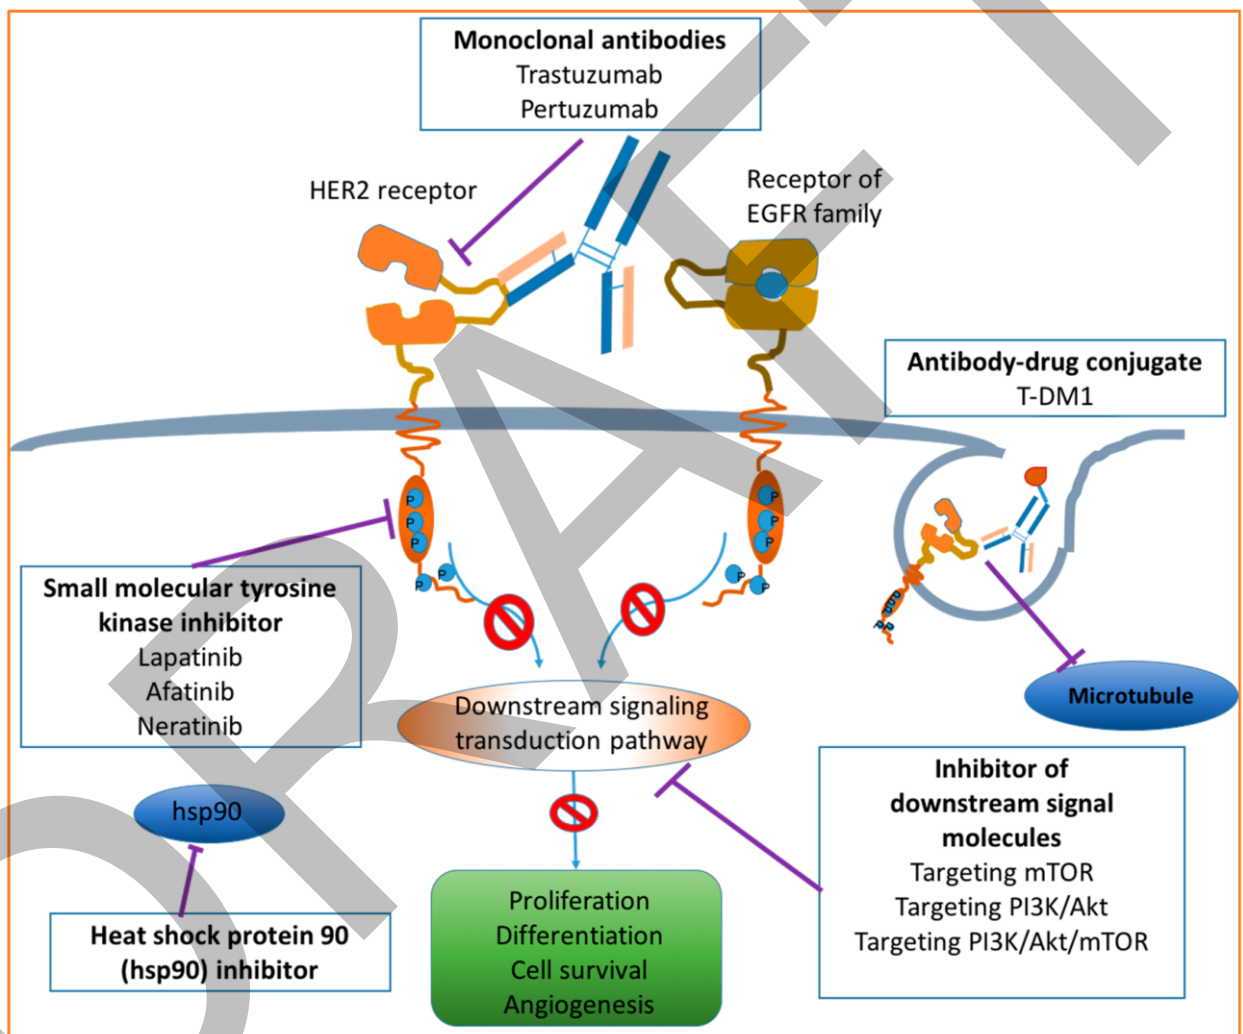 Monoclonal antibodies
Trastuzumab
Pertuzumab
HER2 receptor
Receptor of
EGFR family
Antibody-drug conjugate
T-DM1
P
P
P
P
P
P
P
P
P
P
Small molecular tyrosine
kinase inhibitor
Lapatinib
Afatinib
Neratinib
Downstream signaling
transduction pathway
Microtubule
Inhibitor of
downstream signal
molecules
Targeting mTOR
Targeting PI3K/Akt
Targeting PI3K/Akt/mTOR
hsp90
Heat shock protein 90
(hsp90) inhibitor
Proliferation
Differentiation
Cell survival
Angiogenesis
DRAFT